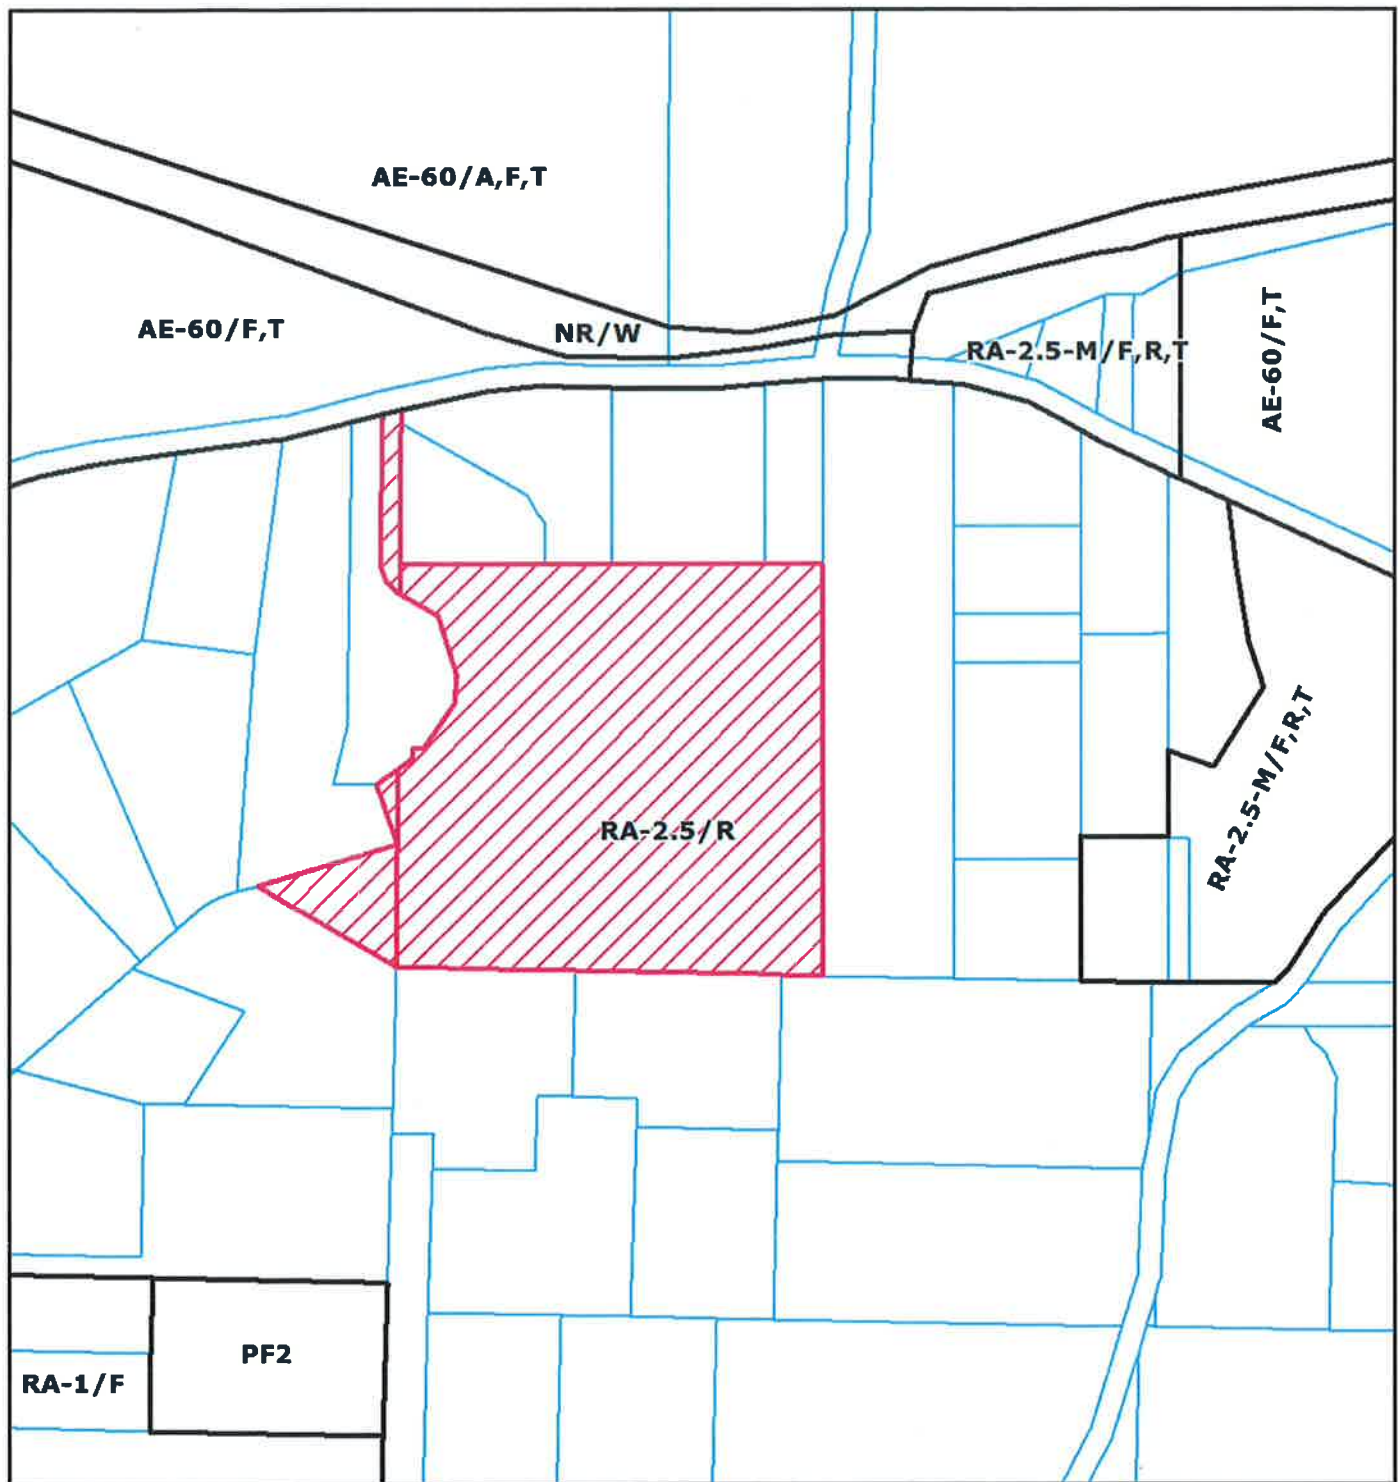 AE-60/A,F,T
AE-60/F,T
NR/W
RA-2.5-M/F,R,T
AE-60/F,T
RA-2.5-M/F,R,T
RA-2.5/R
PF2
RA-1/F